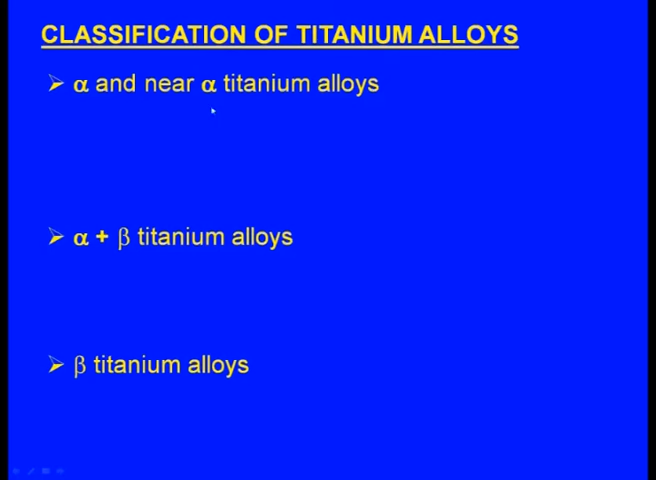 CLASSIFICATION OF TITANIUM ALLOYS
➢ α and near α titanium alloys
➢ α + β titanium alloys
➢ β titanium alloys